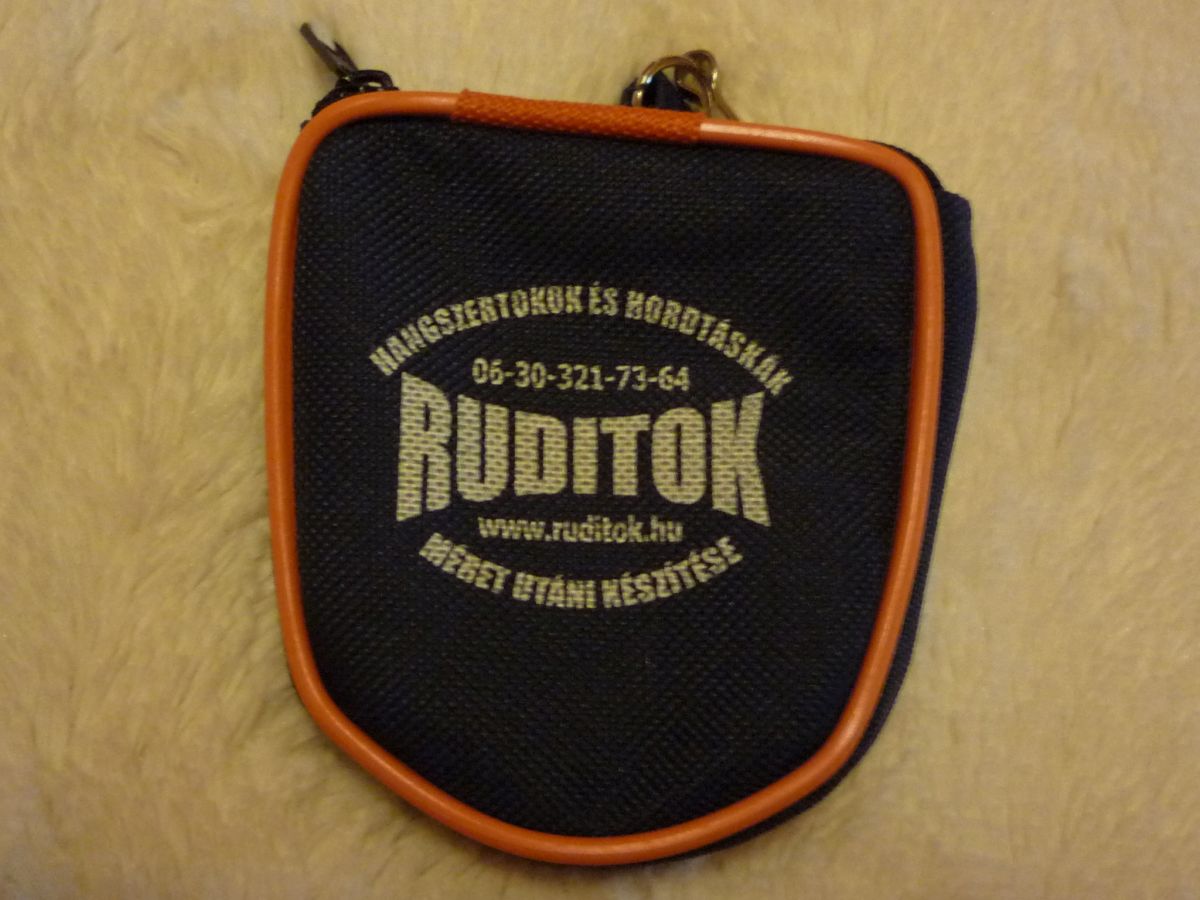 HANGSZERTOKOK ÉS HORDTÁSKÁK
06-30-321-73-64
RUDITOK
www.ruditok.hu
MÉRET UTÁNI KÉSZÍTÉSE